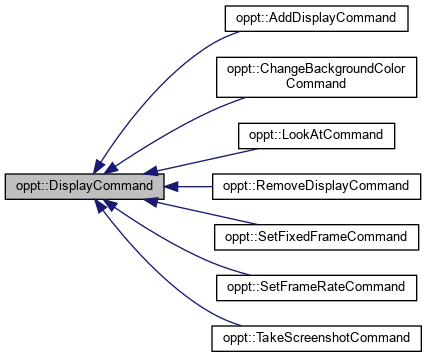 oppt::AddDisplayCommand
oppt::ChangeBackgroundColor
Command
oppt::LookAtCommand
oppt::DisplayCommand
oppt::RemoveDisplayCommand
oppt::SetFixedFrameCommand
oppt::SetFrameRateCommand
oppt::TakeScreenshotCommand